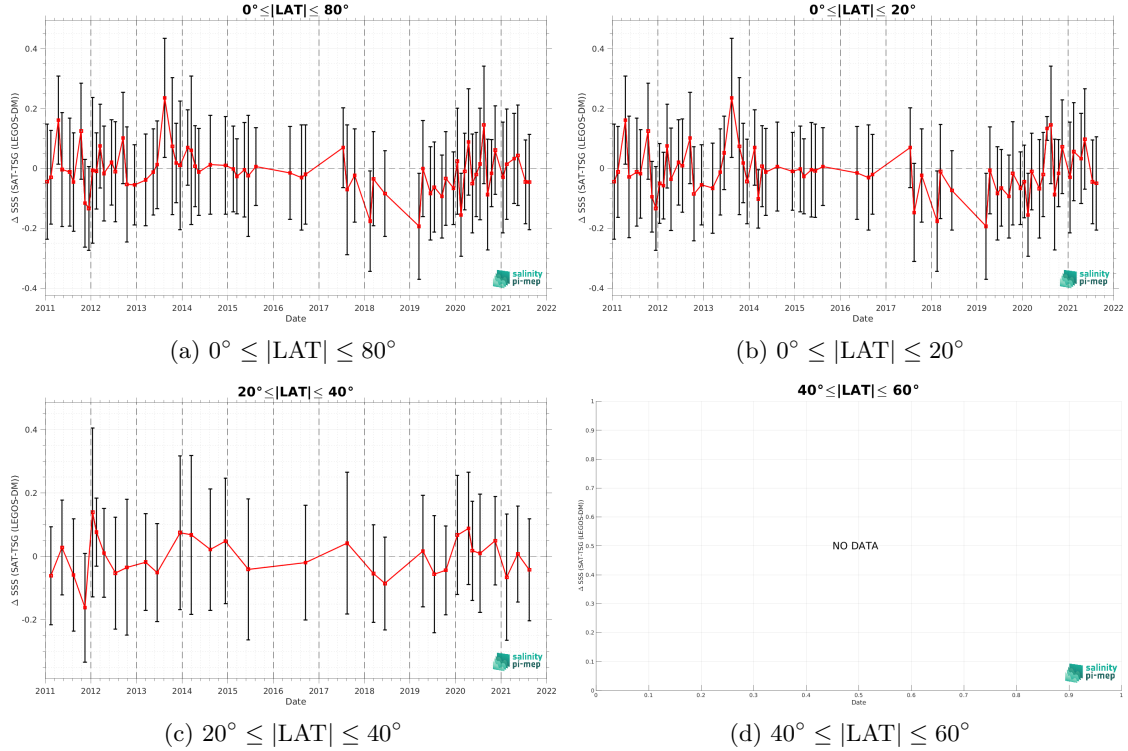 0°≤|LAT|≤ 80°
Δ SSS (SAT-TSG (LEGOS-DM))
0.4
0.2
0
-0.2
-0.4
2011 2012 2013 2014 2015 2016 2017 2018 2019 2020 2021 2022
Date
salinity
pi-mep
(a) 0° ≤ |LAT| ≤ 80°
0°≤|LAT|≤ 20°
Δ SSS (SAT-TSG (LEGOS-DM))
0.4
0.2
0
-0.2
-0.4
2011 2012 2013 2014 2015 2016 2017 2018 2019 2020 2021 2022
Date
salinity
pi-mep
(b) 0° ≤ |LAT| ≤ 20°
20°≤|LAT|≤ 40°
Δ SSS (SAT-TSG (LEGOS-DM))
0.4
0.2
0
-0.2
2011 2012 2013 2014 2015 2016 2017 2018 2019 2020 2021 2022
Date
salinity
pi-mep
(c) 20° ≤ |LAT| ≤ 40°
40°≤|LAT|≤ 60°
Δ SSS (SAT-TSG (LEGOS-DM))
1
0.9
0.8
0.7
0.6
0.5
0.4
0.3
0.2
0.1
0
NO DATA
0 0.1 0.2 0.3 0.4 0.5 0.6 0.7 0.8 0.9 1
Date
salinity
pi-mep
(d) 40° ≤ |LAT| ≤ 60°